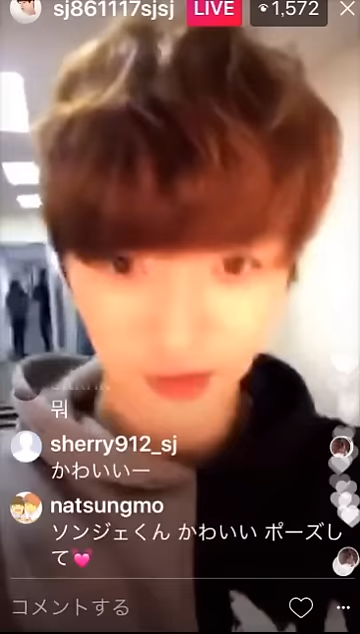 sj861117sjsj LIVE 1,572
뭐
sherry912_sj
かわいいー
natsungmo
ソンジェくん かわいい ポーズし
て💓
コメントする